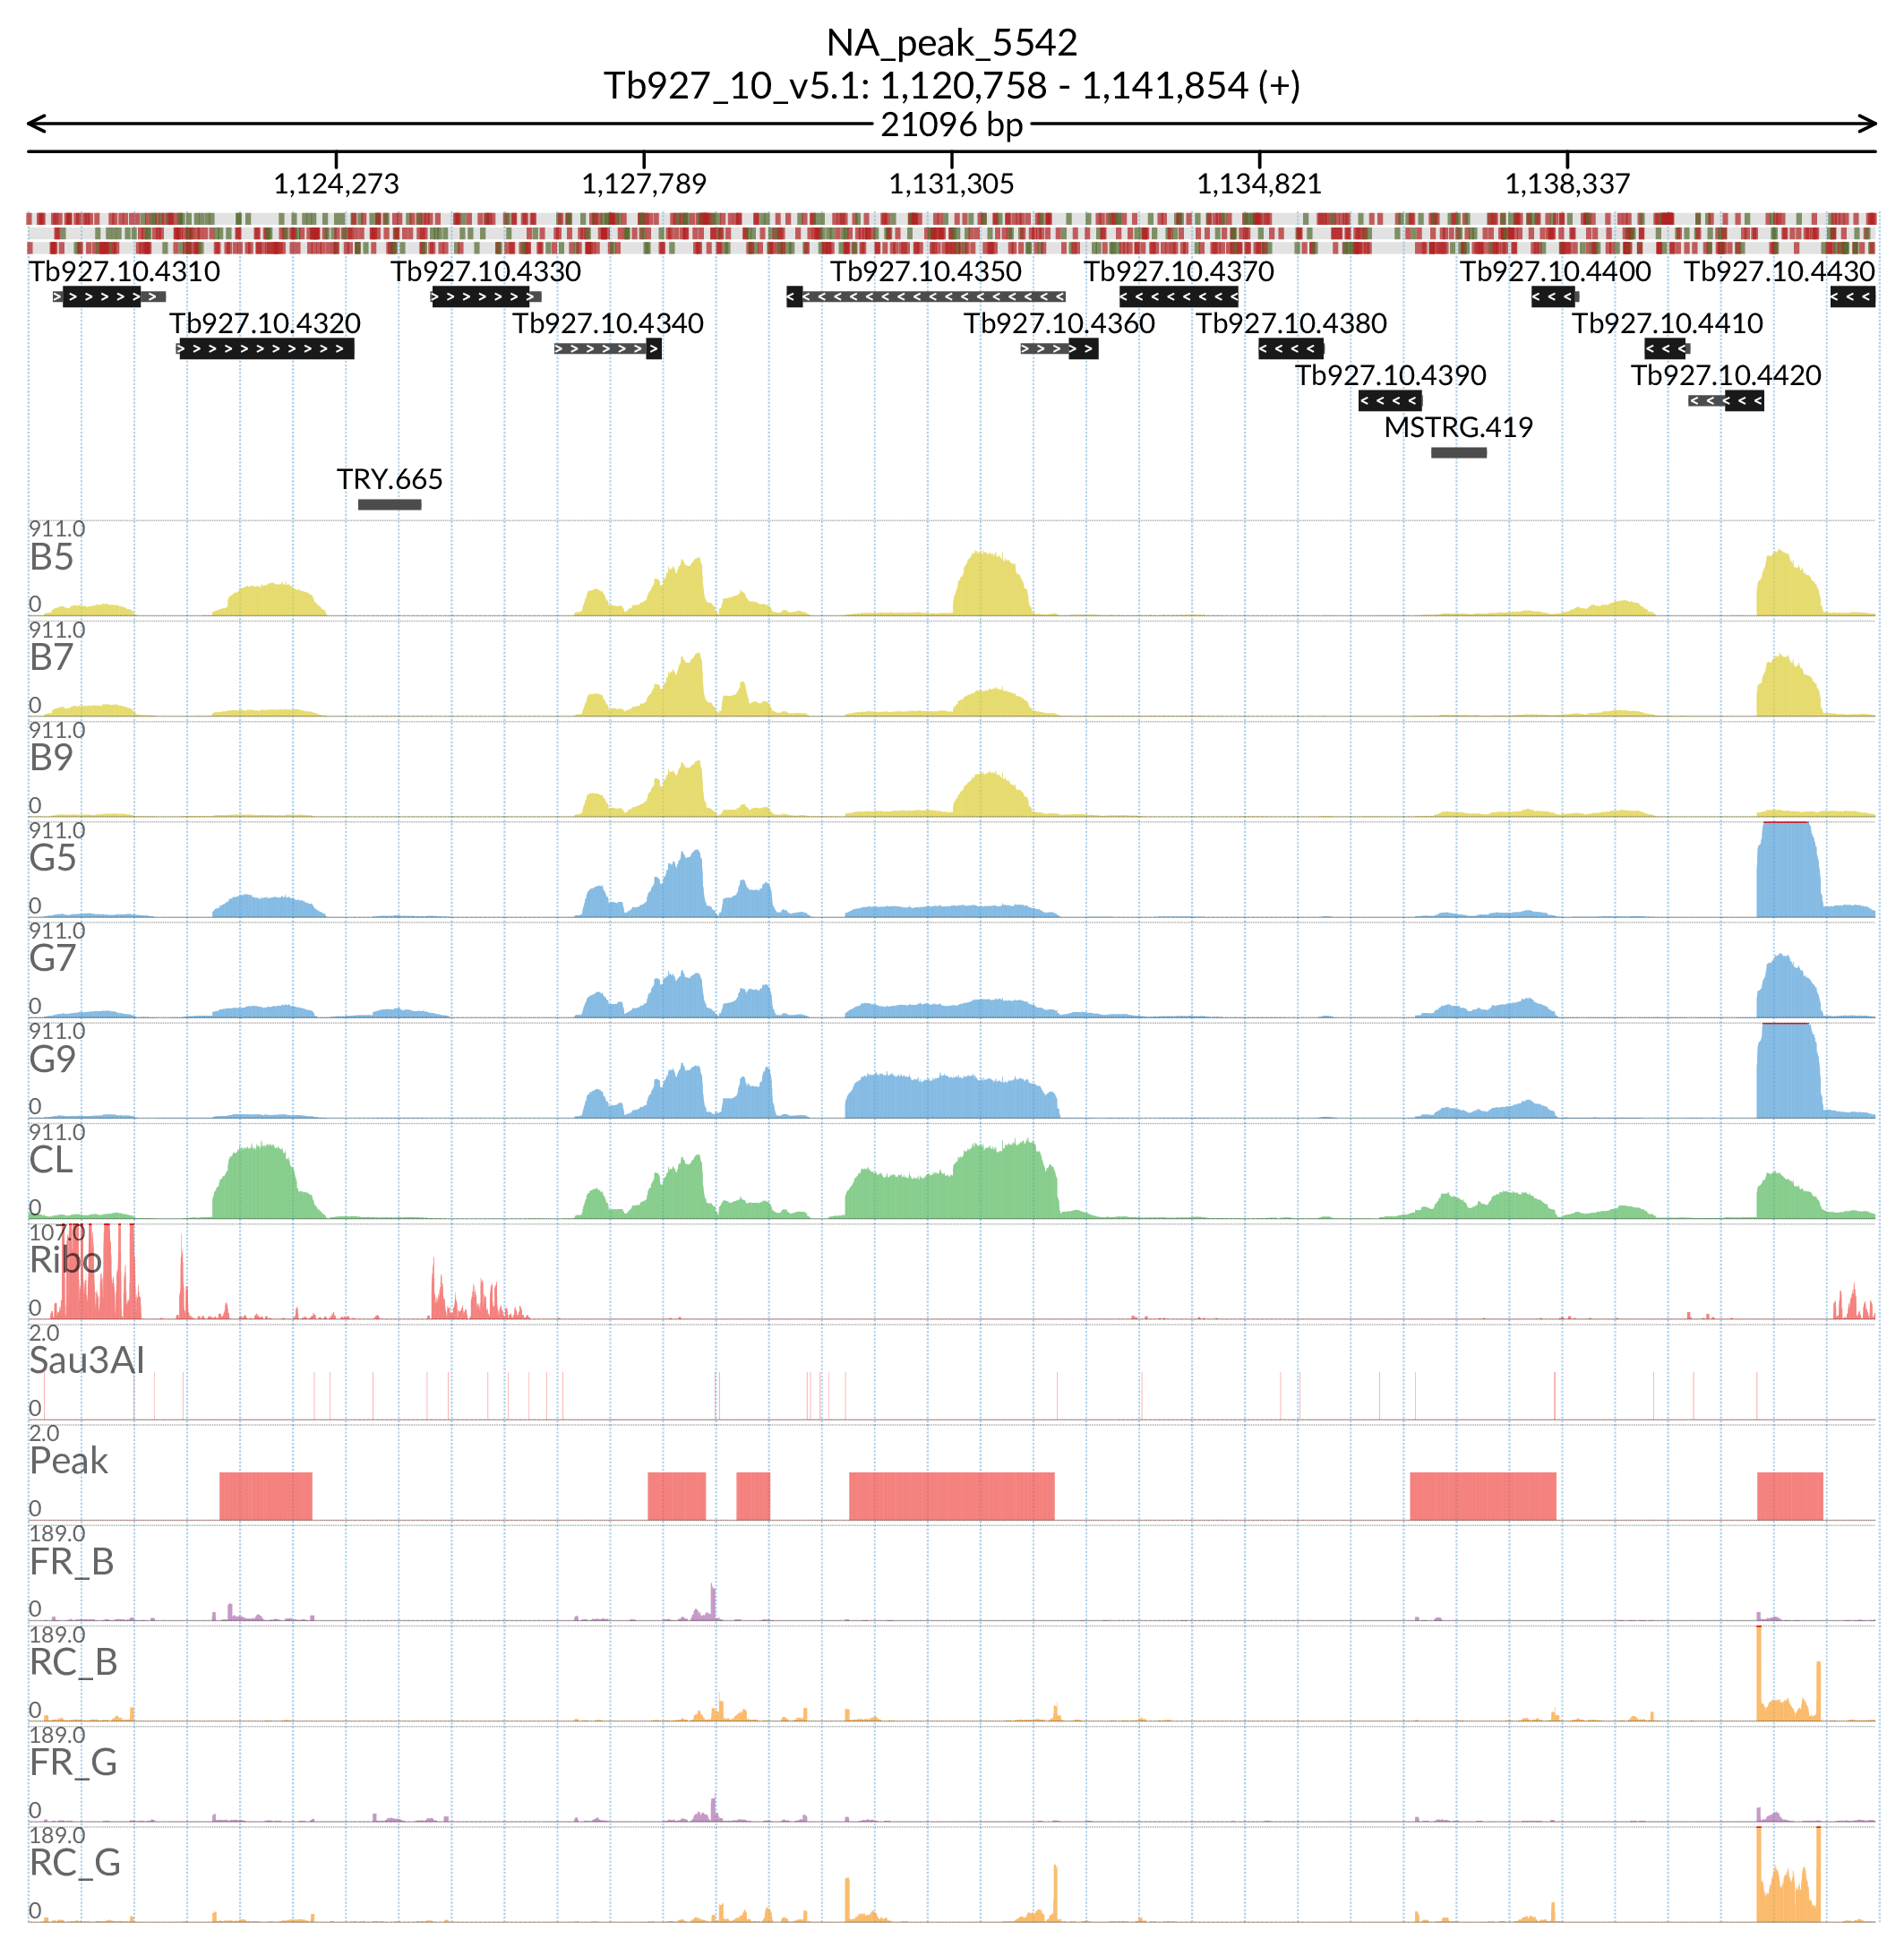 NA_peak_5542
Tb927_10_v5.1: 1,120,758 - 1,141,854 (+)
21096 bp
1,124,273 1,127,789 1,131,305 1,134,821 1,138,337
Tb927.10.4310 Tb927.10.4330 Tb927.10.4350 Tb927.10.4370 Tb927.10.4400 Tb927.10.4430
Tb927.10.4320 Tb927.10.4340 Tb927.10.4360 Tb927.10.4380 Tb927.10.4410
Tb927.10.4390 Tb927.10.4420
MSTRG.419
TRY.665
911.0
B5
0
911.0
B7
0
911.0
B9
0
911.0
G5
0
911.0
G7
0
911.0
G9
0
911.0
CL
0
107.0
Ribo
0
2.0
Sau3AI
0
2.0
Peak
0
189.0
FR_B
0
189.0
RC_B
0
189.0
FR_G
0
189.0
RC_G
0